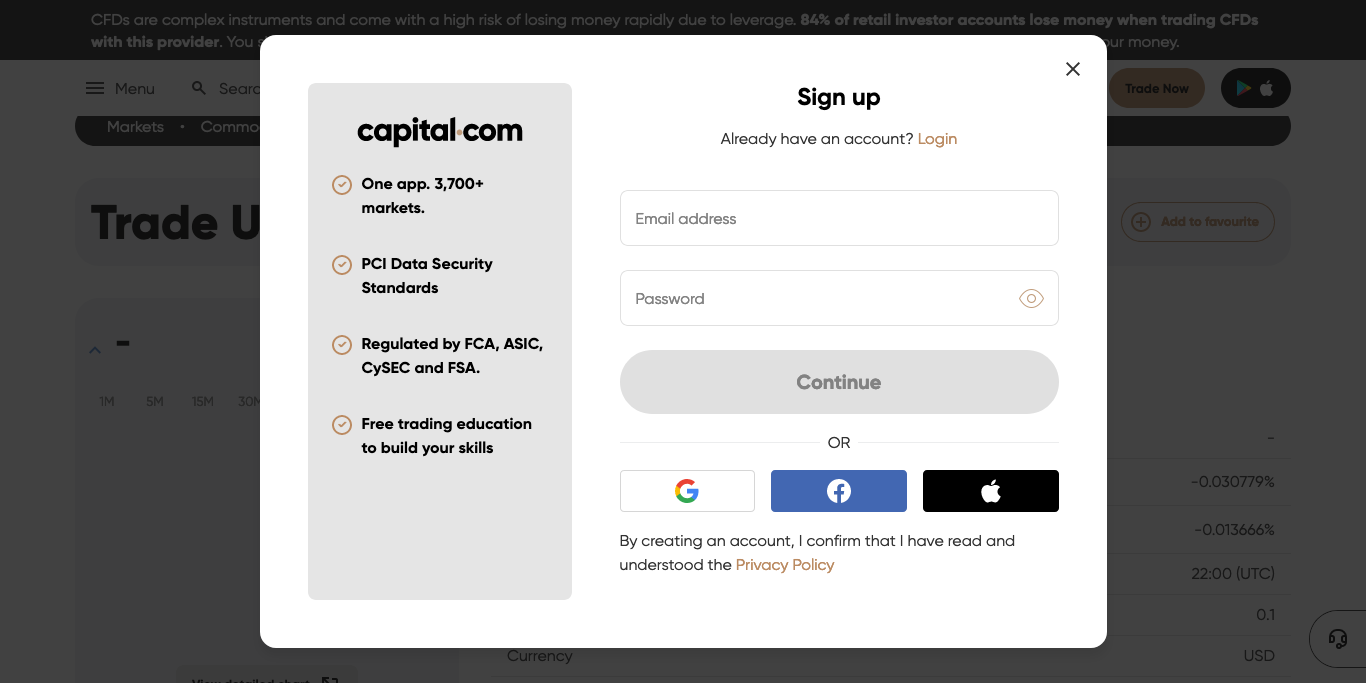 CFDs are complex instruments and come with a high risk of losing money rapidly due to leverage. 84% of retail investor accounts lose money when trading CFDs
with this provider. You
our money.
Menu
Searc
Trade Now
Markets • Commo
Trade U
Add to favourite
-
1M 5M 15M 30M
View detailed chart
-
-0.030779%
-0.013666%
22:00 (UTC)
0.1
Currency USD
capital.com
One app. 3,700+
markets.
PCI Data Security
Standards
Regulated by FCA, ASIC,
CySEC and FSA.
Free trading education
to build your skills
Sign up
Already have an account? Login
Email address
Password
Continue
OR
By creating an account, I confirm that I have read and
understood the Privacy Policy